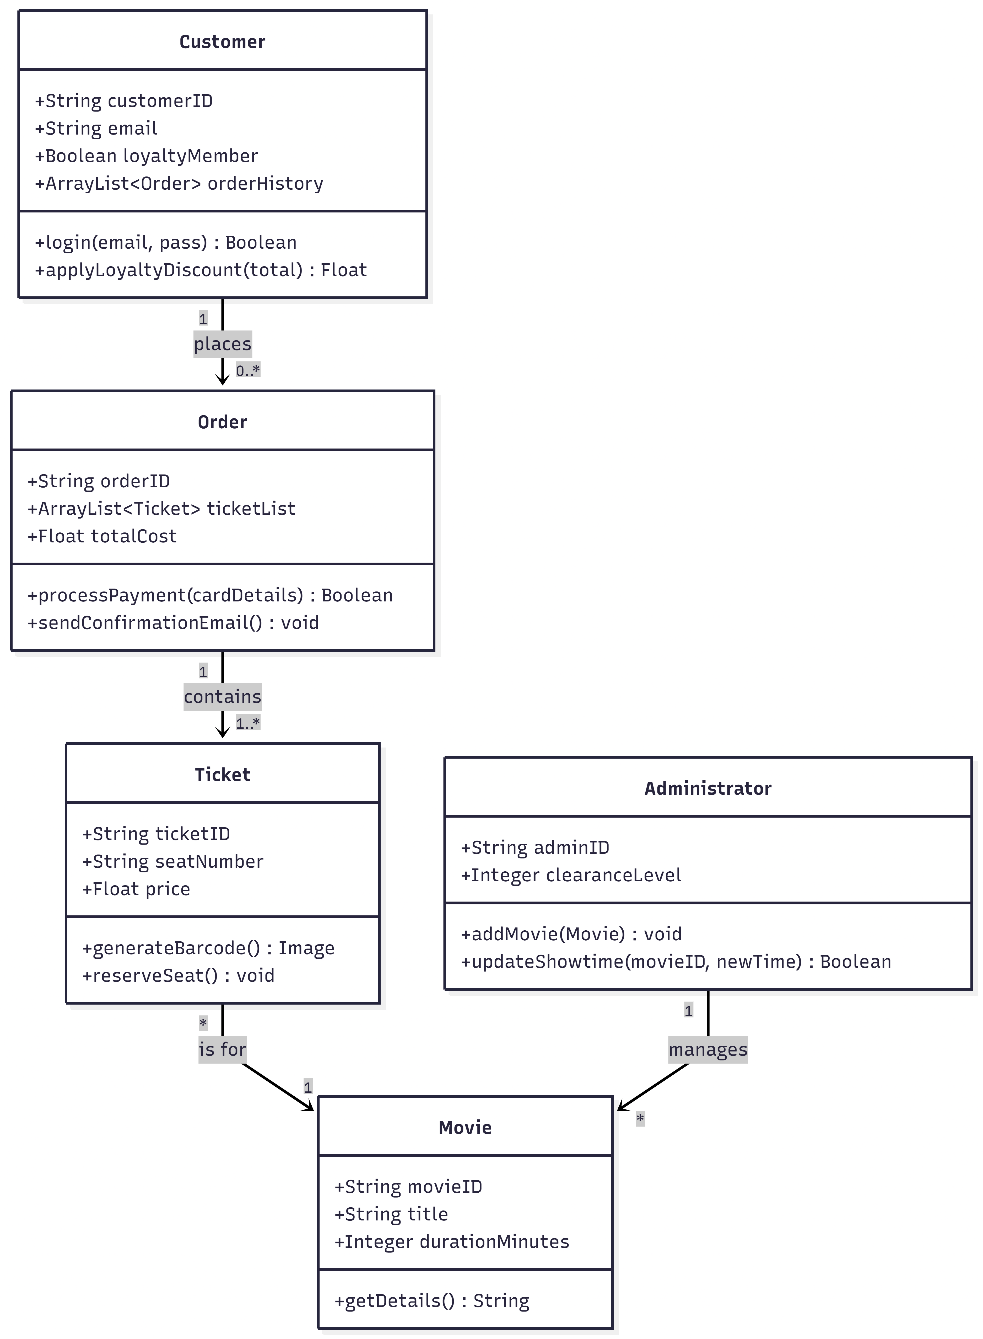 Customer
+String customerID
+String email
+Boolean loyaltyMember
+ArrayList<Order> orderHistory
+login(email, pass) : Boolean
+applyLoyaltyDiscount(total) : Float
1
places
0..*
Order
+String orderID
+ArrayList<Ticket> ticketList
+Float totalCost
+processPayment(cardDetails) : Boolean
+sendConfirmationEmail() : void
1
contains
1..*
Ticket
+String ticketID
+String seatNumber
+Float price
+generateBarcode() : Image
+reserveSeat() : void
Administrator
+String adminID
+Integer clearanceLevel
+addMovie(Movie) : void
+updateShowtime(movieID, newTime) : Boolean
*
is for
1
1
manages
*
Movie
+String movieID
+String title
+Integer durationMinutes
+getDetails() : String